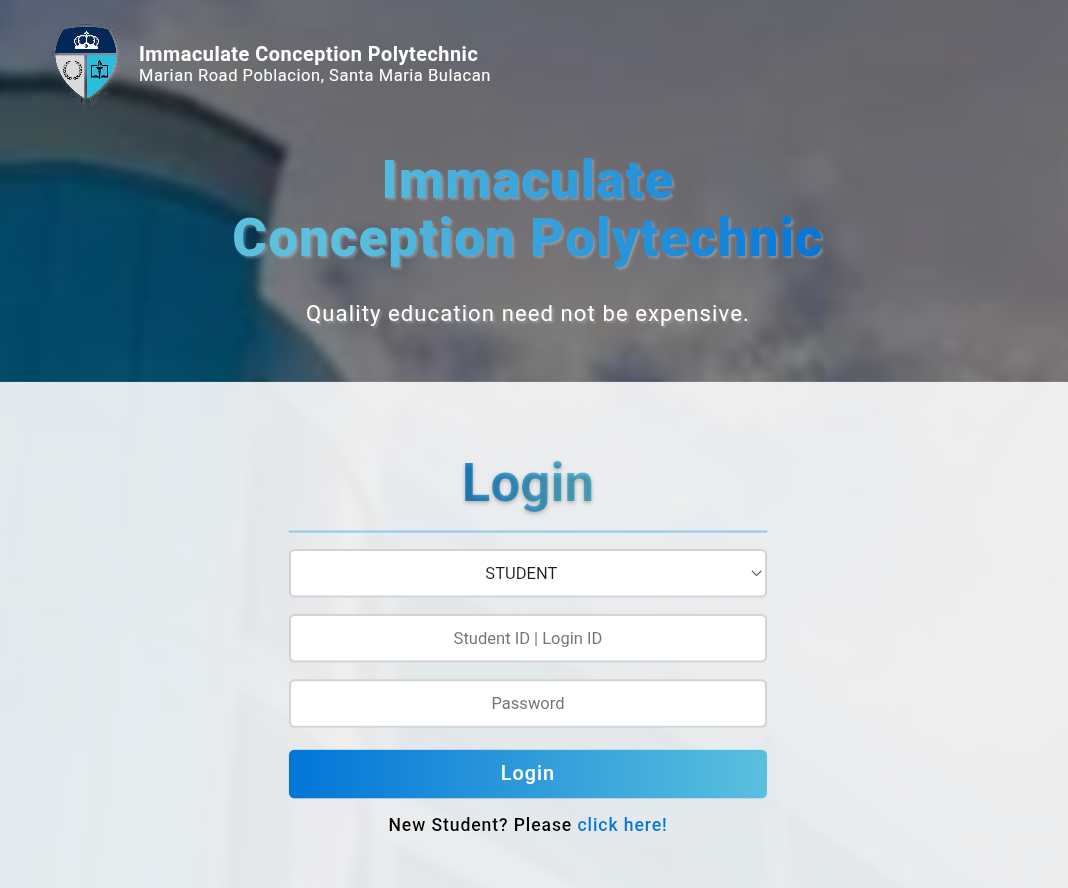 Immaculate Conception Polytechnic
Marian Road Poblacion, Santa Maria Bulacan
Immaculate
Conception Polytechnic
Quality education need not be expensive.
Login
STUDENT
Student ID | Login ID
Password
Login
New Student? Please click here!